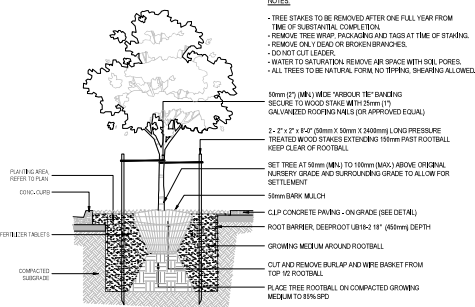 NOTES:
- TREE STAKES TO BE REMOVED AFTER ONE FULL YEAR FROM
TIME OF SUBSTANTIAL COMPLETION.
- REMOVE TREE WRAP, PACKAGING AND TAGS AT TIME OF STAKING.
- REMOVE ONLY DEAD OR BROKEN BRANCHES.
- DO NOT CUT LEADER.
- WATER TO SATURATION. REMOVE AIR SPACE WITH SOIL PORES.
- ALL TREES TO BE NATURAL FORM, NO TIPPING, SHEARING ALLOWED.
50mm (2") (MIN.) WIDE "ARBOUR TIE" BANDING
SECURE TO WOOD STAKE WITH 25mm (1")
GALVANIZED ROOFING NAILS (OR APPROVED EQUAL)
2 - 2" x 2" x 8'-0" (50mm X 50mm X 2400mm) LONG PRESSURE
TREATED WOOD STAKES EXTENDING 150mm PAST ROOTBALL
KEEP CLEAR OF ROOTBALL
SET TREE AT 50mm (MIN.) TO 100mm (MAX.) ABOVE ORIGINAL
NURSERY GRADE AND SURROUNDING GRADE TO ALLOW FOR
SETTLEMENT
50mm BARK MULCH
C.I.P CONCRETE PAVING - ON GRADE (SEE DETAIL)
ROOT BARRIER, DEEPROOT UB18-2 18" (450mm) DEPTH
GROWING MEDIUM AROUND ROOTBALL
CUT AND REMOVE BURLAP AND WIRE BASKET FROM
TOP 1/2 ROOTBALL
PLACE TREE ROOTBALL ON COMPACTED GROWING
MEDIUM TO 85% SPD
PLANTING AREA,
REFER TO PLAN
CONC. CURB
FERTILIZER TABLETS
COMPACTED
SUBGRADE